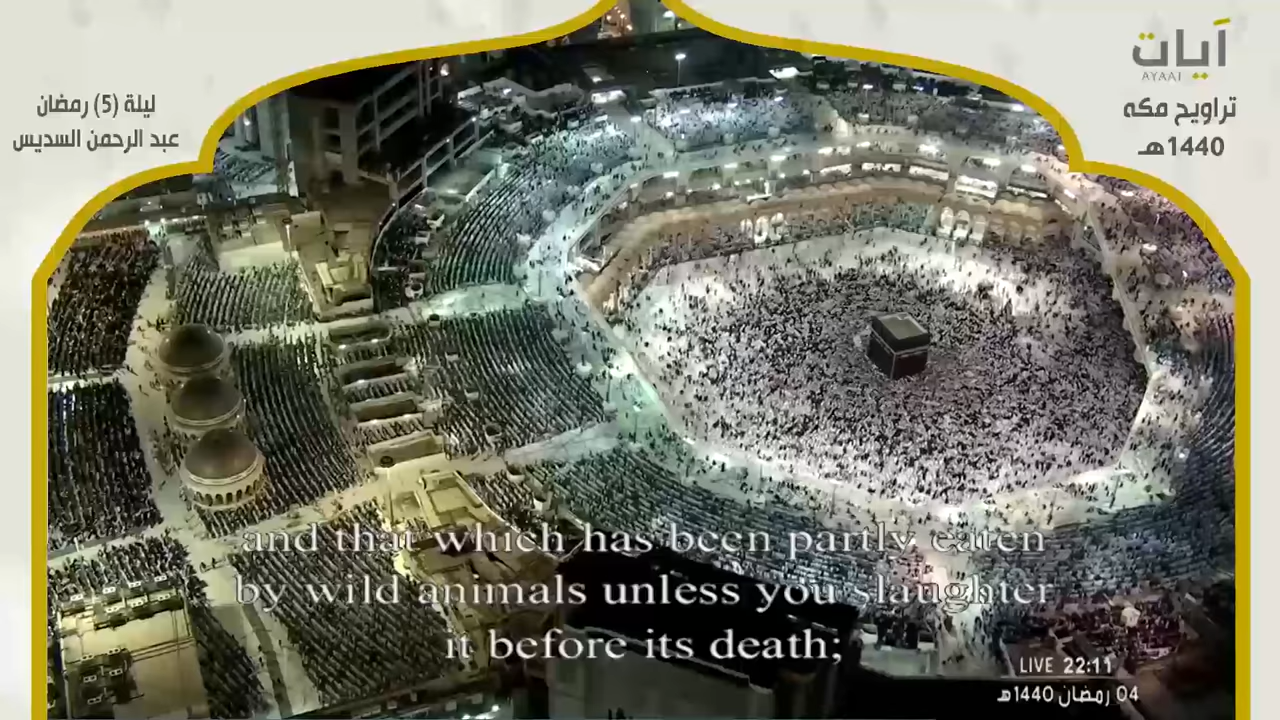 آيات
AYAAT
تراويح مكه
1440هـ
ليلة (5) رمضان
عبد الرحمن السديس
and that which has been partly eaten
by wild animals unless you slaughter
it before its death;
LIVE 22:11
04 رمضان 1440هـ